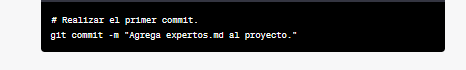 # Realizar el primer commit.
git commit -m "Agrega expertos.md al proyecto."